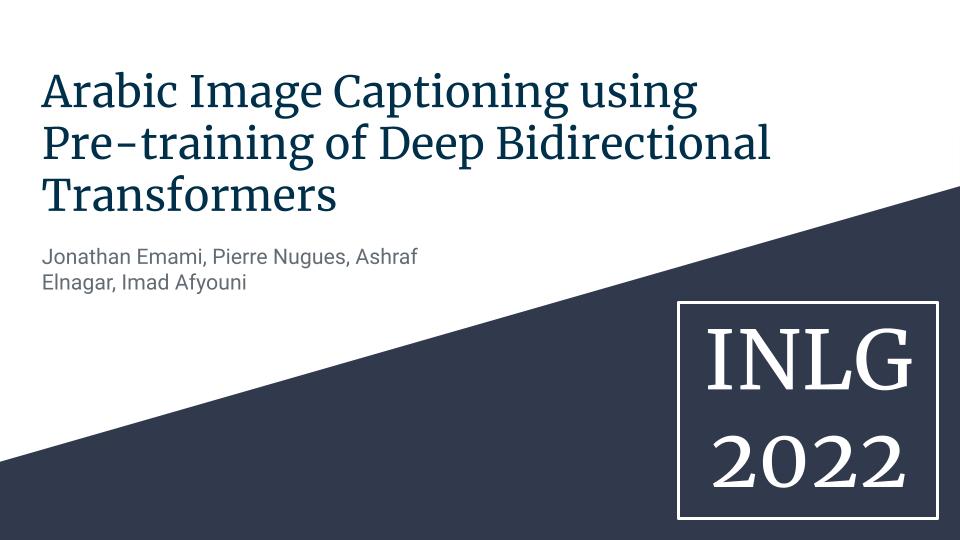 Arabic Image Captioning using
Pre-training of Deep Bidirectional
Transformers
Jonathan Emami, Pierre Nugues, Ashraf
Elnagar, Imad Afyouni
INLG
2022